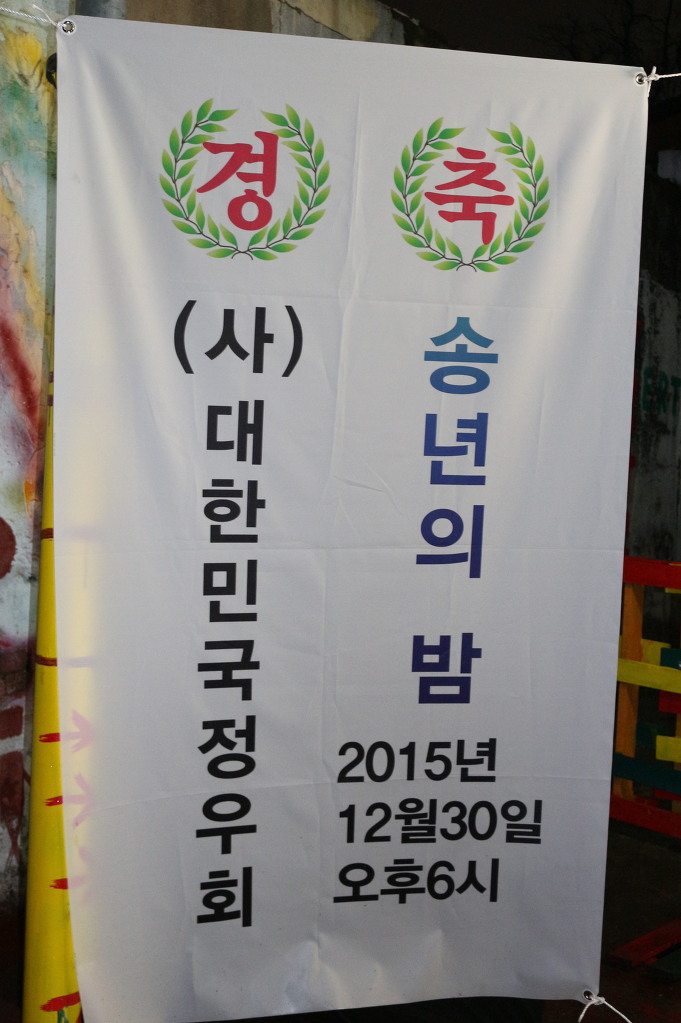 경 축
(사)대한민국정우회
송년의 밤
2015년
12월30일
오후6시